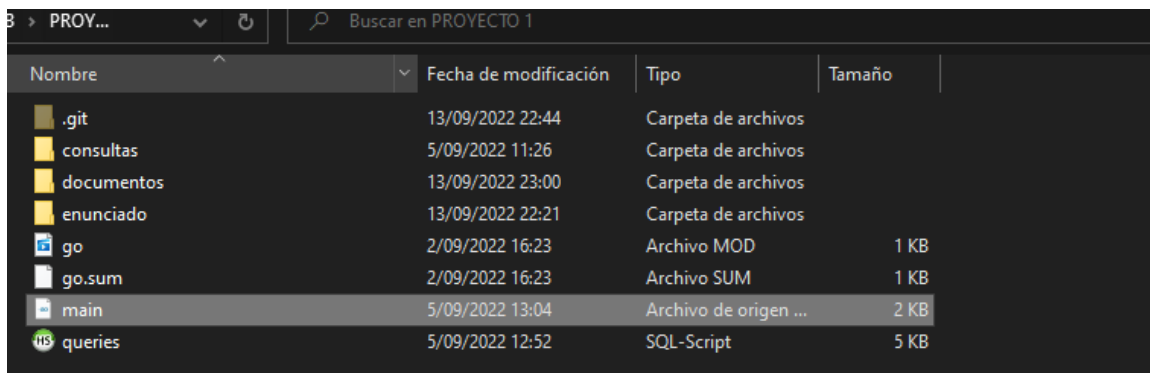 3 > PROY... Buscar en PROYECTO 1
Nombre Fecha de modificación Tipo Tamaño
.git 13/09/2022 22:44 Carpeta de archivos
consultas 5/09/2022 11:26 Carpeta de archivos
documentos 13/09/2022 23:00 Carpeta de archivos
enunciado 13/09/2022 22:21 Carpeta de archivos
go 2/09/2022 16:23 Archivo MOD 1 KB
go.sum 2/09/2022 16:23 Archivo SUM 1 KB
main 5/09/2022 13:04 Archivo de origen ... 2 KB
HS queries 5/09/2022 12:52 SQL-Script 5 KB